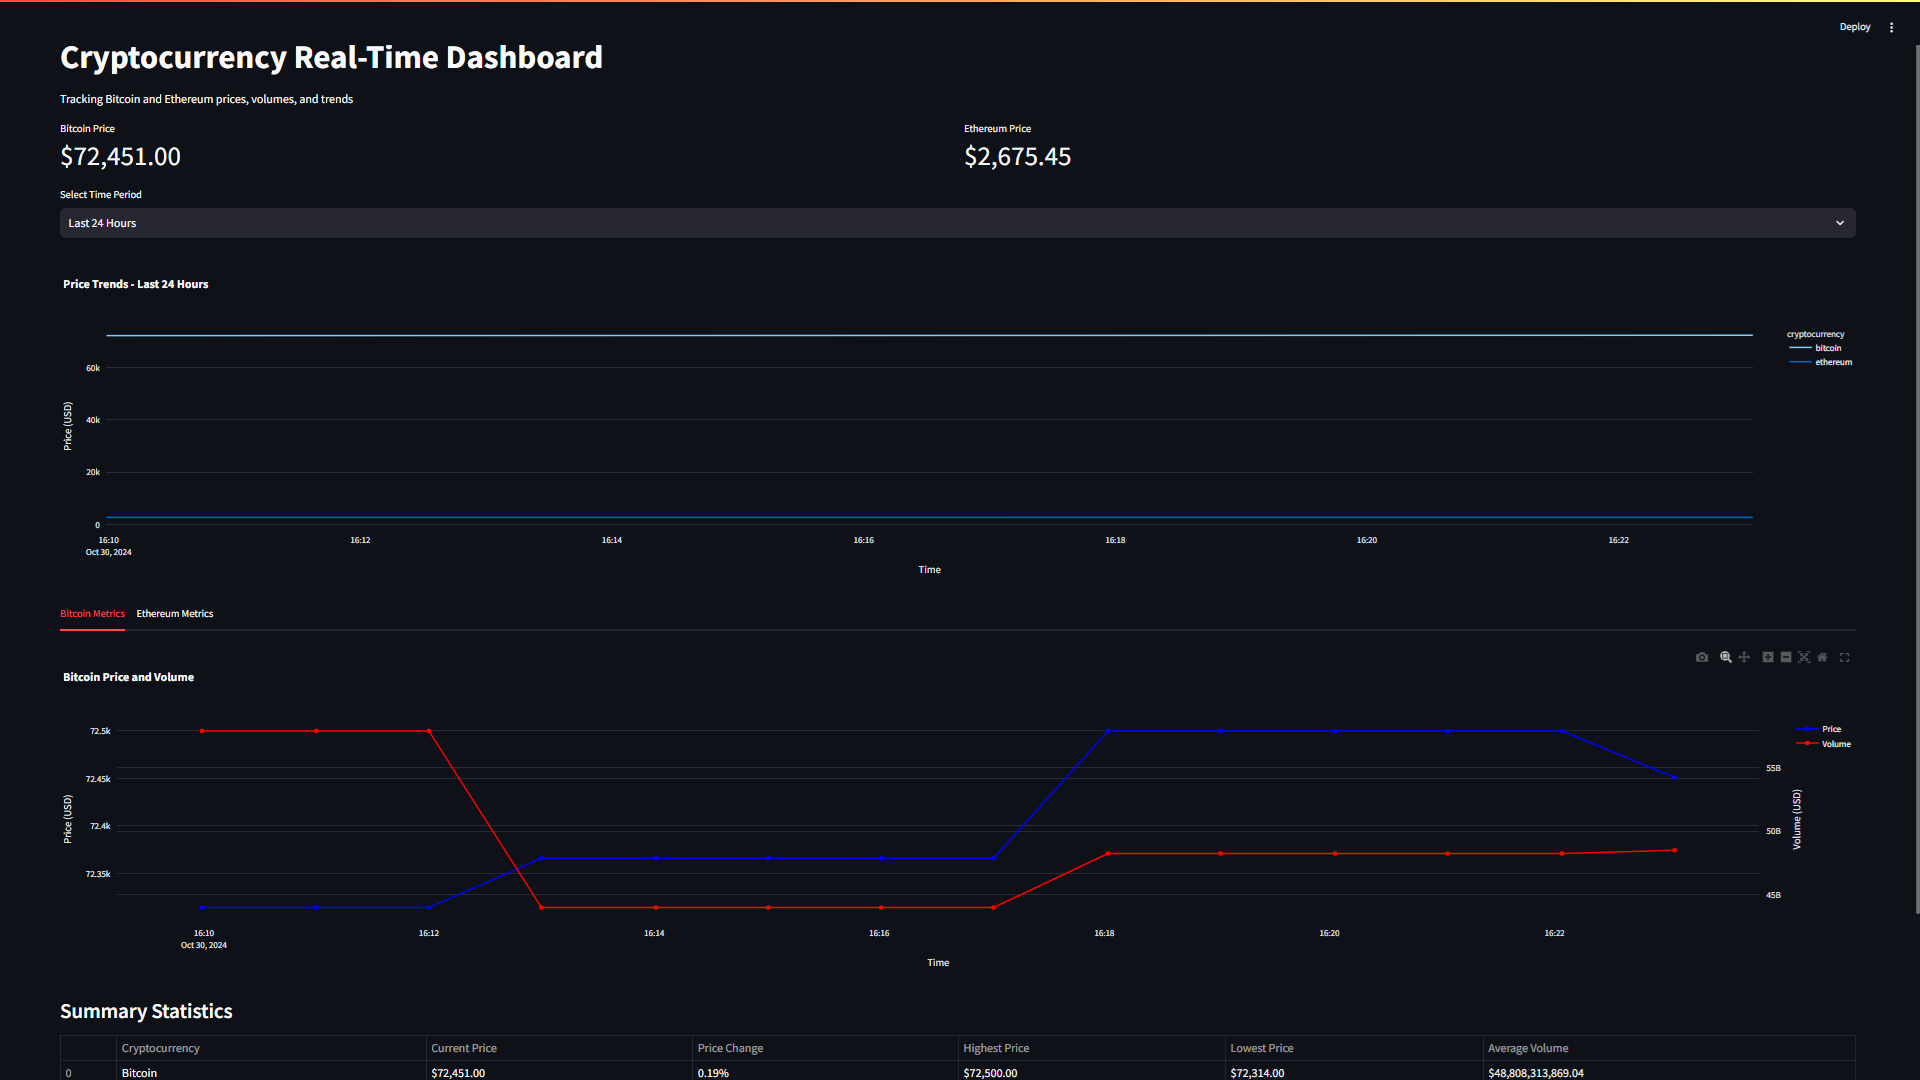 Deploy
Cryptocurrency Real-Time Dashboard
Tracking Bitcoin and Ethereum prices, volumes, and trends
Bitcoin Price
$72,451.00
Ethereum Price
$2,675.45
Select Time Period
Last 24 Hours
Price Trends - Last 24 Hours
cryptocurrency
bitcoin
ethereum
Price (USD)
60k
40k
20k
0
16:10 16:12 16:14 16:16 16:18 16:20 16:22
Oct 30, 2024
Time
Bitcoin Metrics Ethereum Metrics
Bitcoin Price and Volume
Price
Volume
Price (USD)
72.5k
72.45k
72.4k
72.35k
55B
50B
45B
Volume (USD)
16:10 16:12 16:14 16:16 16:18 16:20 16:22
Oct 30, 2024
Time
Summary Statistics
Cryptocurrency Current Price Price Change Highest Price Lowest Price Average Volume
0 Bitcoin $72,451.00 0.19% $72,500.00 $72,314.00 $48,808,313,869.04